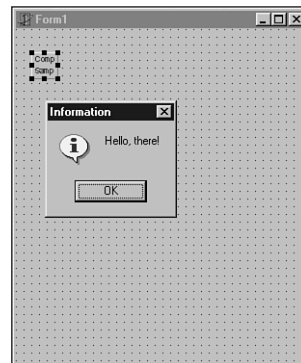 Form1
Comp
Samp
Information
Hello, there!
OK